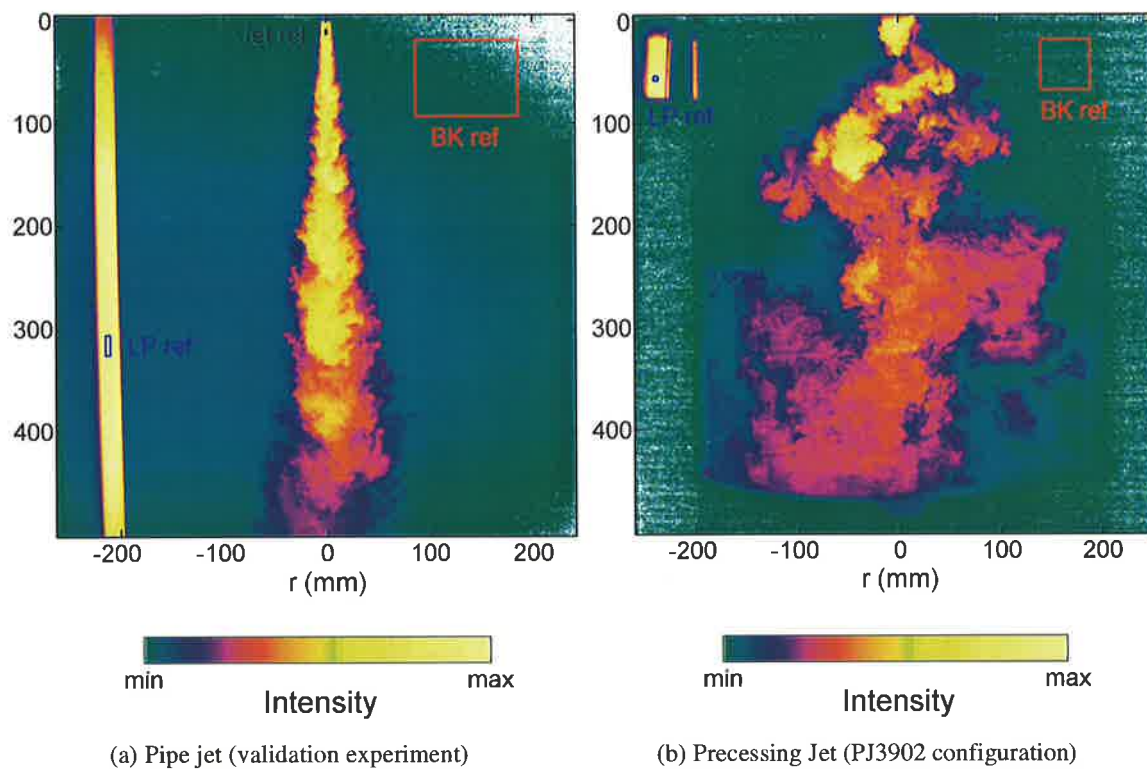 0
100
200
300
400
Jet ref
BK ref
LP ref
-200
-100
0
100
200
r (mm)
min
max
Intensity
(a) Pipe jet (validation experiment)
0
100
200
300
400
LP ref
BK ref
-200
-100
0
100
200
r (mm)
min
max
Intensity
(b) Precessing Jet (PJ3902 configuration)